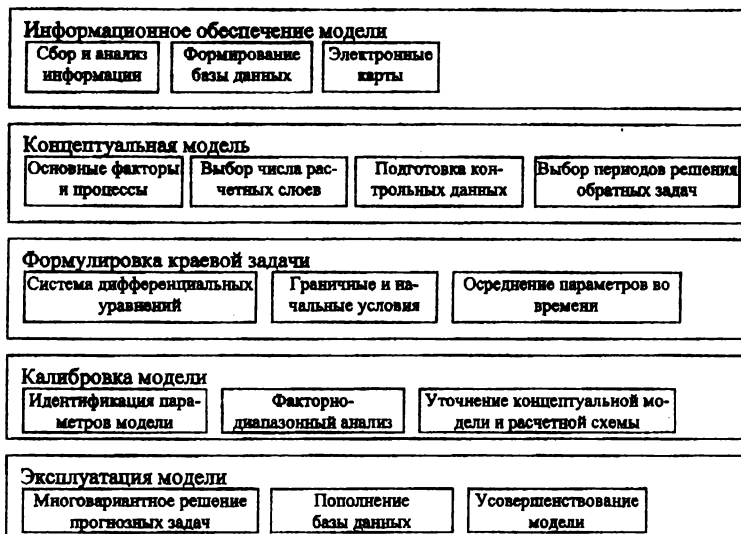 Информационное обеспечение модели
Сбор и анализ
информации
Формирование
базы данных
Электронные
карты
Концептуальная модель
Основные факторы
и процессы
Выбор числа рас-
четных слоев
Подготовка кон-
трольных данных
Выбор периодов решения
обратных задач
Формулировка краевой задачи
Система дифференциальных
уравнений
Граничные и на-
чальные условия
Осреднение параметров во
времени
Калибровка модели
Идентификация пара-
метров модели
Факторно-
диапазонный анализ
Уточнение концептуальной мо-
дели и расчетной схемы
Эксплуатация модели
Многовариантное решение
прогнозных задач
Пополнение
базы данных
Усовершенствование
модели